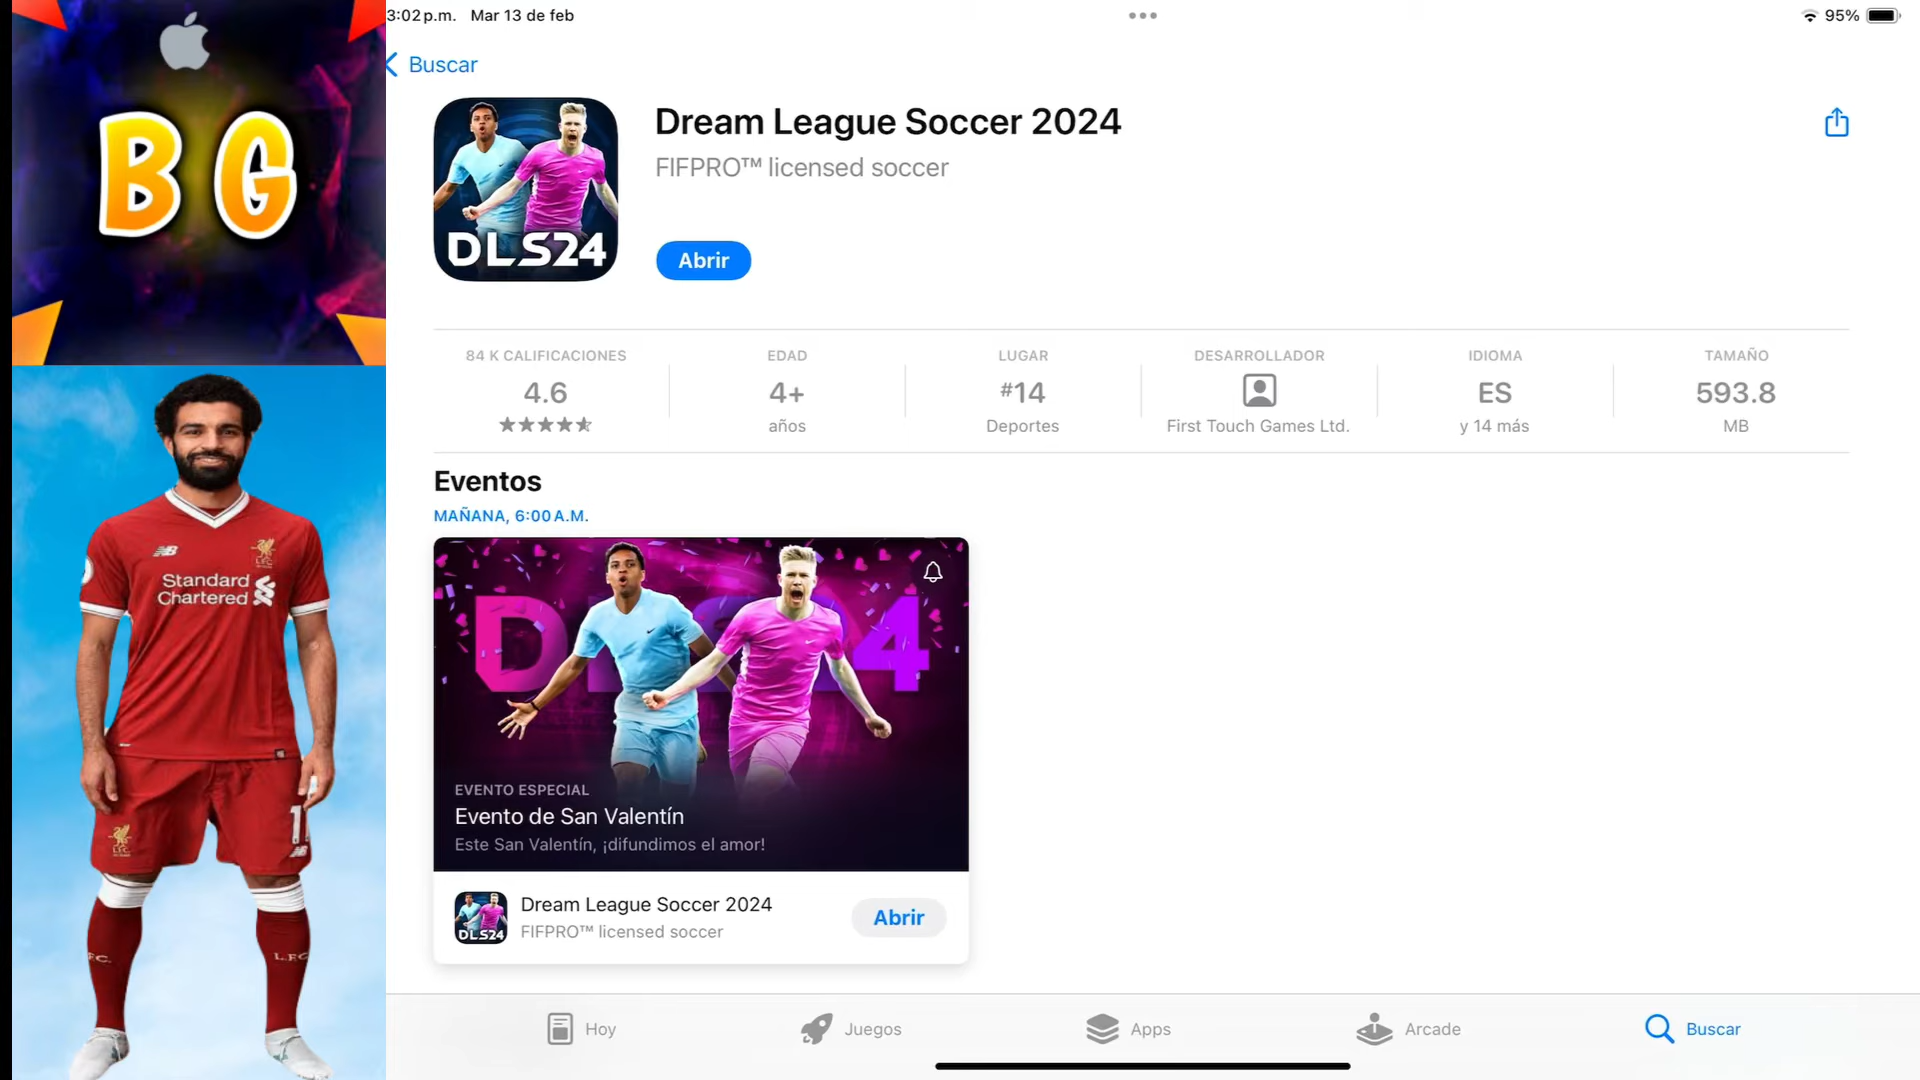 B G
3:02 p.m. Mar 13 de feb
95%
Buscar
DLS24
Dream League Soccer 2024
FIFPRO™ licensed soccer
Abrir
84 K CALIFICACIONES
4.6
EDAD
4+
años
LUGAR
#14
Deportes
DESARROLLADOR
First Touch Games Ltd.
IDIOMA
ES
y 14 más
TAMAÑO
593.8
MB
Eventos
MAÑANA, 6:00 A.M.
EVENTO ESPECIAL
Evento de San Valentín
Este San Valentín, ¡difundimos el amor!
DLS24
Dream League Soccer 2024
FIFPRO™ licensed soccer
Abrir
Hoy
Juegos
Apps
Arcade
Buscar
NB
L.F.C.
Standard
Chartered
L.F.C.
NB
F.C.
L.F.C